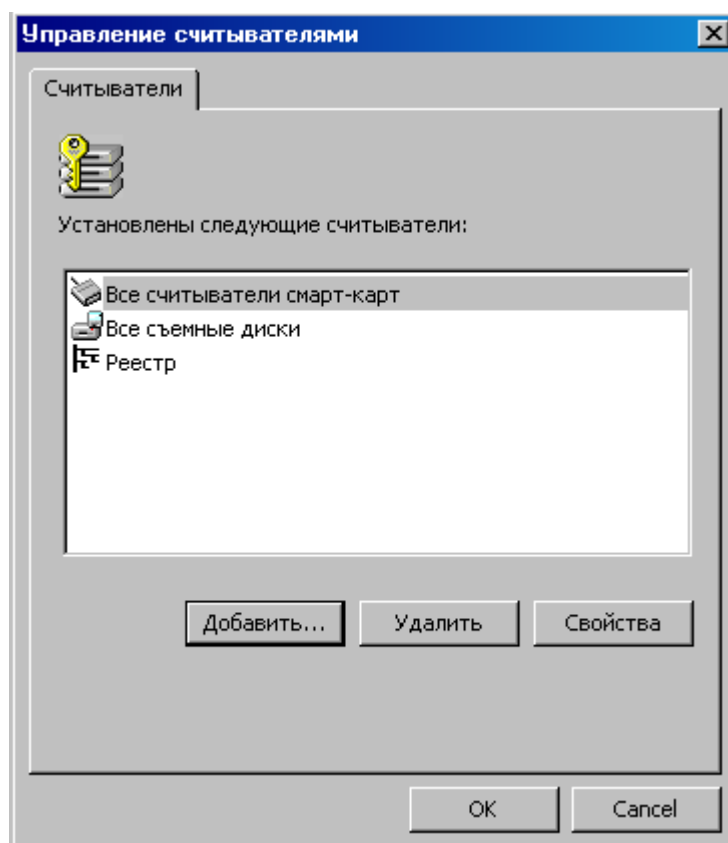 Управление считывателями
Считыватели
Установлены следующие считыватели:
Все считыватели смарт-карт
Все съемные диски
Реестр
Добавить... Удалить Свойства
OK Cancel